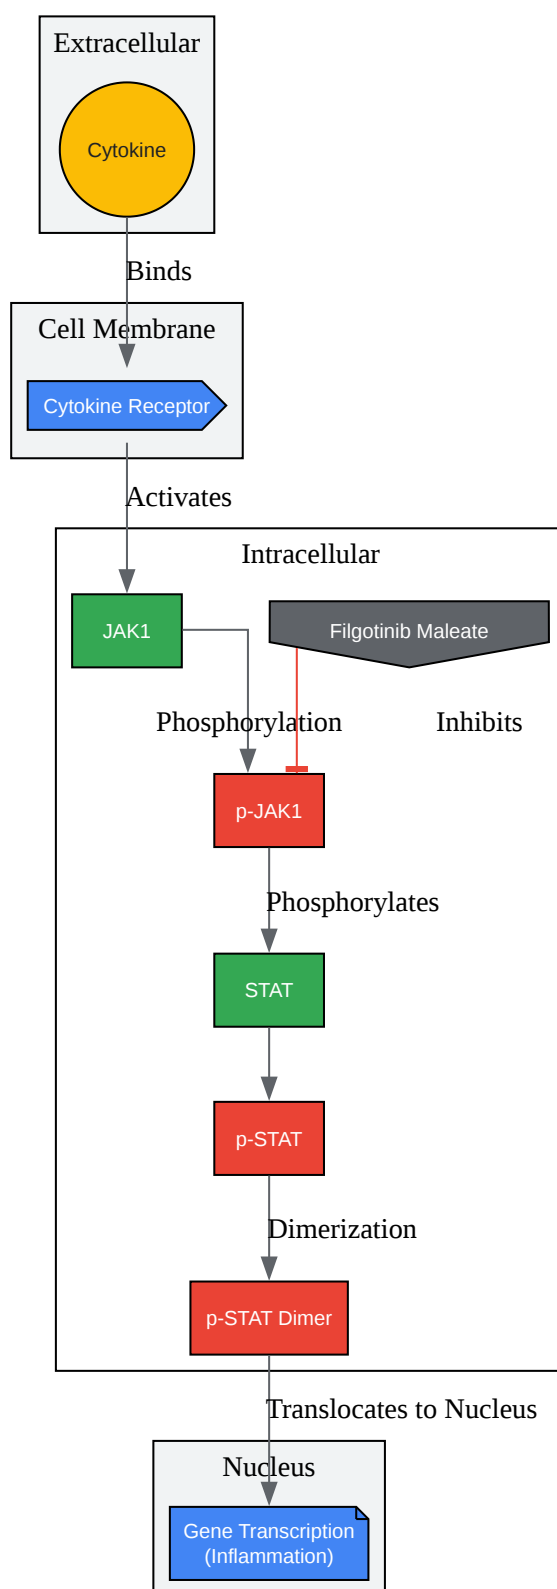 Extracellular
Cytokine
Binds
Cell Membrane
Cytokine Receptor
Activates
Intracellular
JAK1
Filgotinib Maleate
Phosphorylation
Inhibits
p-JAK1
Phosphorylates
STAT
p-STAT
Dimerization
p-STAT Dimer
Translocates to Nucleus
Nucleus
Gene Transcription
(Inflammation)